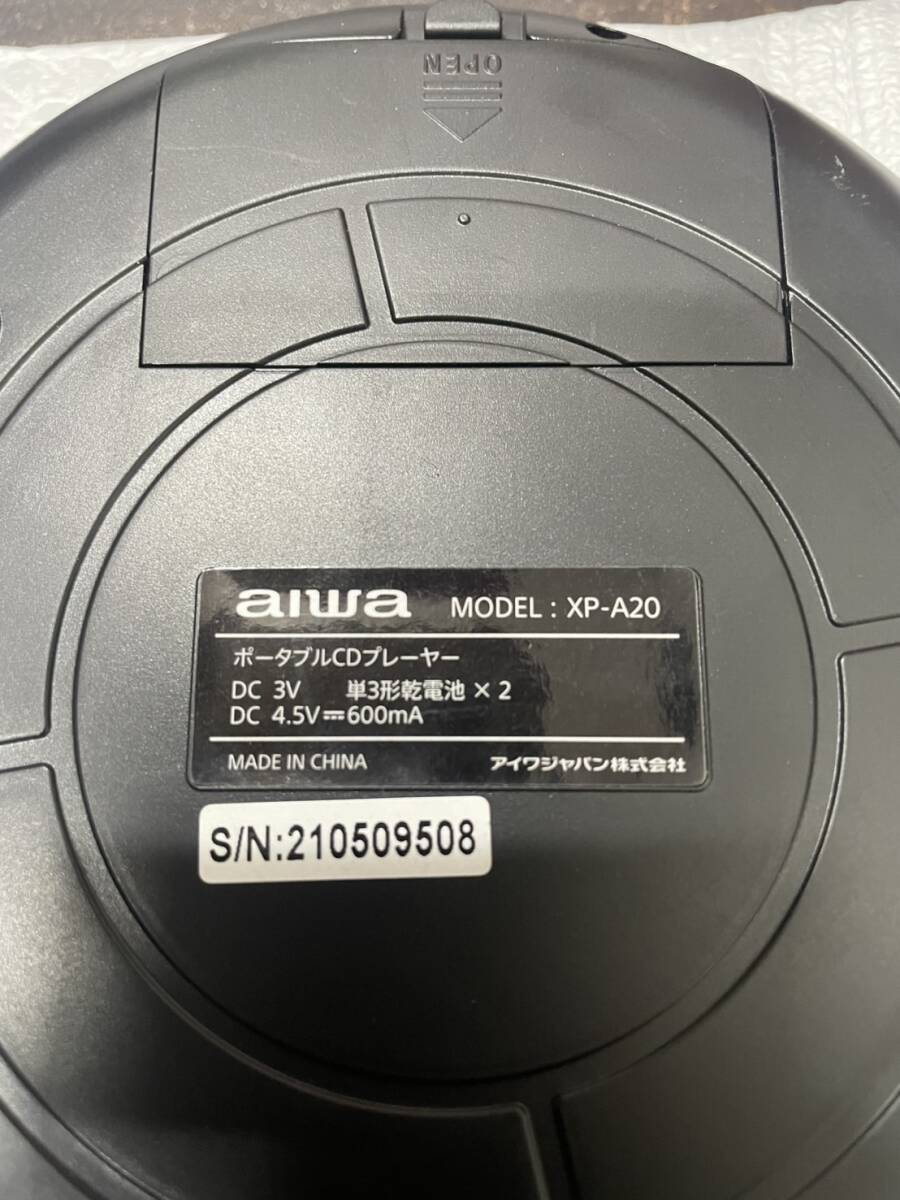 OPEN
aiwa MODEL : XP-A20
ポータブルCDプレーヤー
DC 3V 単3形乾電池 × 2
DC 4.5V⎓600mA
MADE IN CHINA アイワジャパン株式会社
S/N:210509508